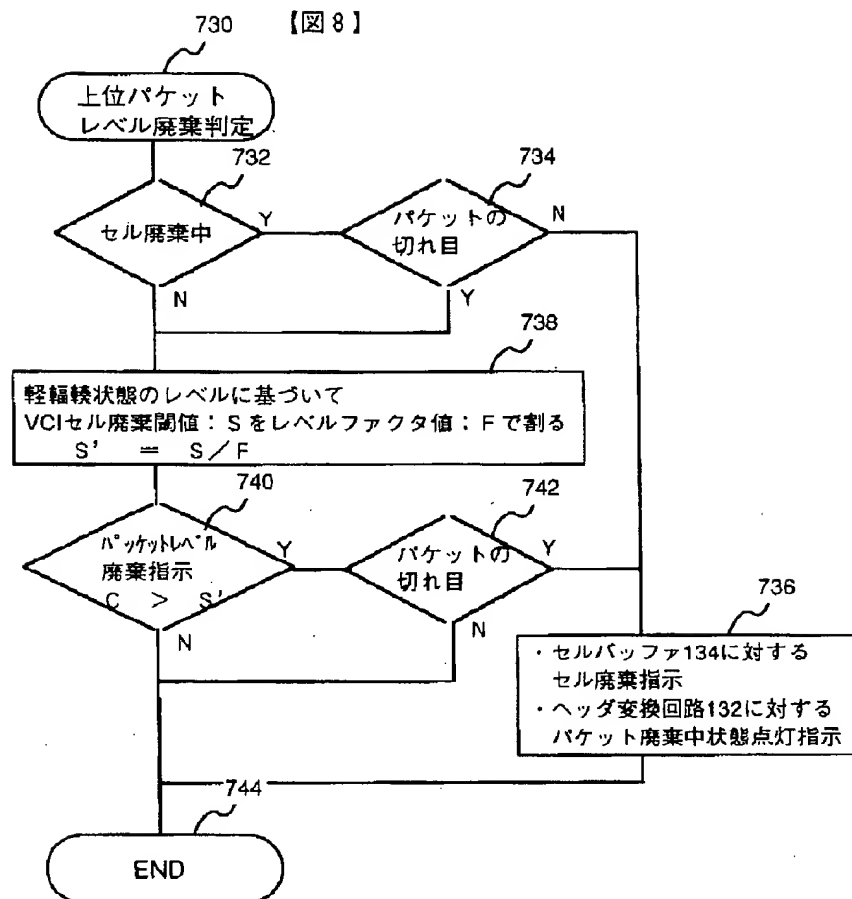 730
【図8】
上位パケット
レベル廃棄判定
732
734
セル廃棄中
Y
パケットの
切れ目
N
N
Y
738
軽輻輳状態のレベルに基づいて
VCIセル廃棄閾値：SをレベルファクタF値：Fで割る
S' ＝ S／F
740
742
ﾊﾟｯｹｯﾄﾚﾍﾞﾙ
廃棄指示
C ＞ S'
Y
パケットの
切れ目
Y
N
N
736
・セルバッファ134に対する
セル廃棄指示
・ヘッダ変換回路132に対する
パケット廃棄中状態点灯指示
744
END